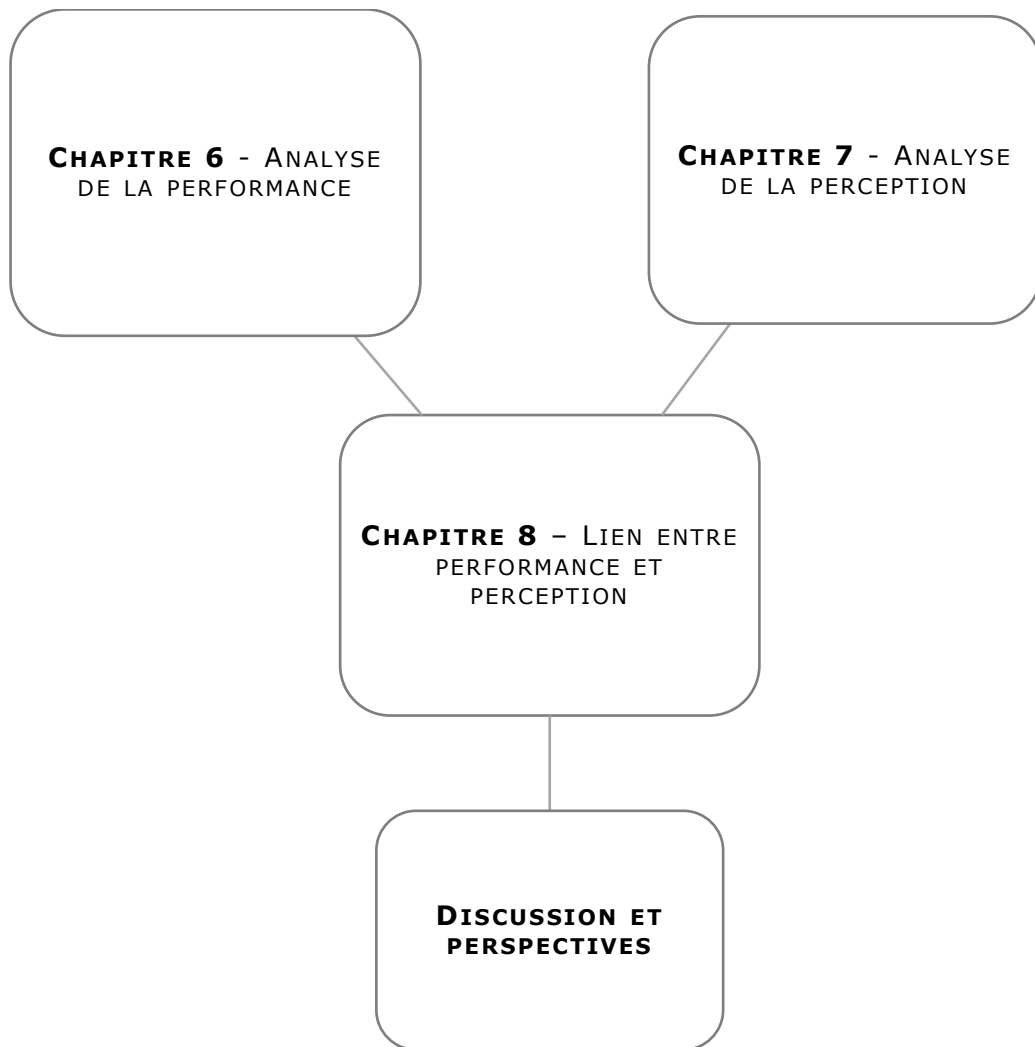 CHAPITRE 6 - ANALYSE
DE LA PERFORMANCE
CHAPITRE 7 - ANALYSE
DE LA PERCEPTION
CHAPITRE 8 – LIEN ENTRE
PERFORMANCE ET
PERCEPTION
DISCUSSION ET
PERSPECTIVES